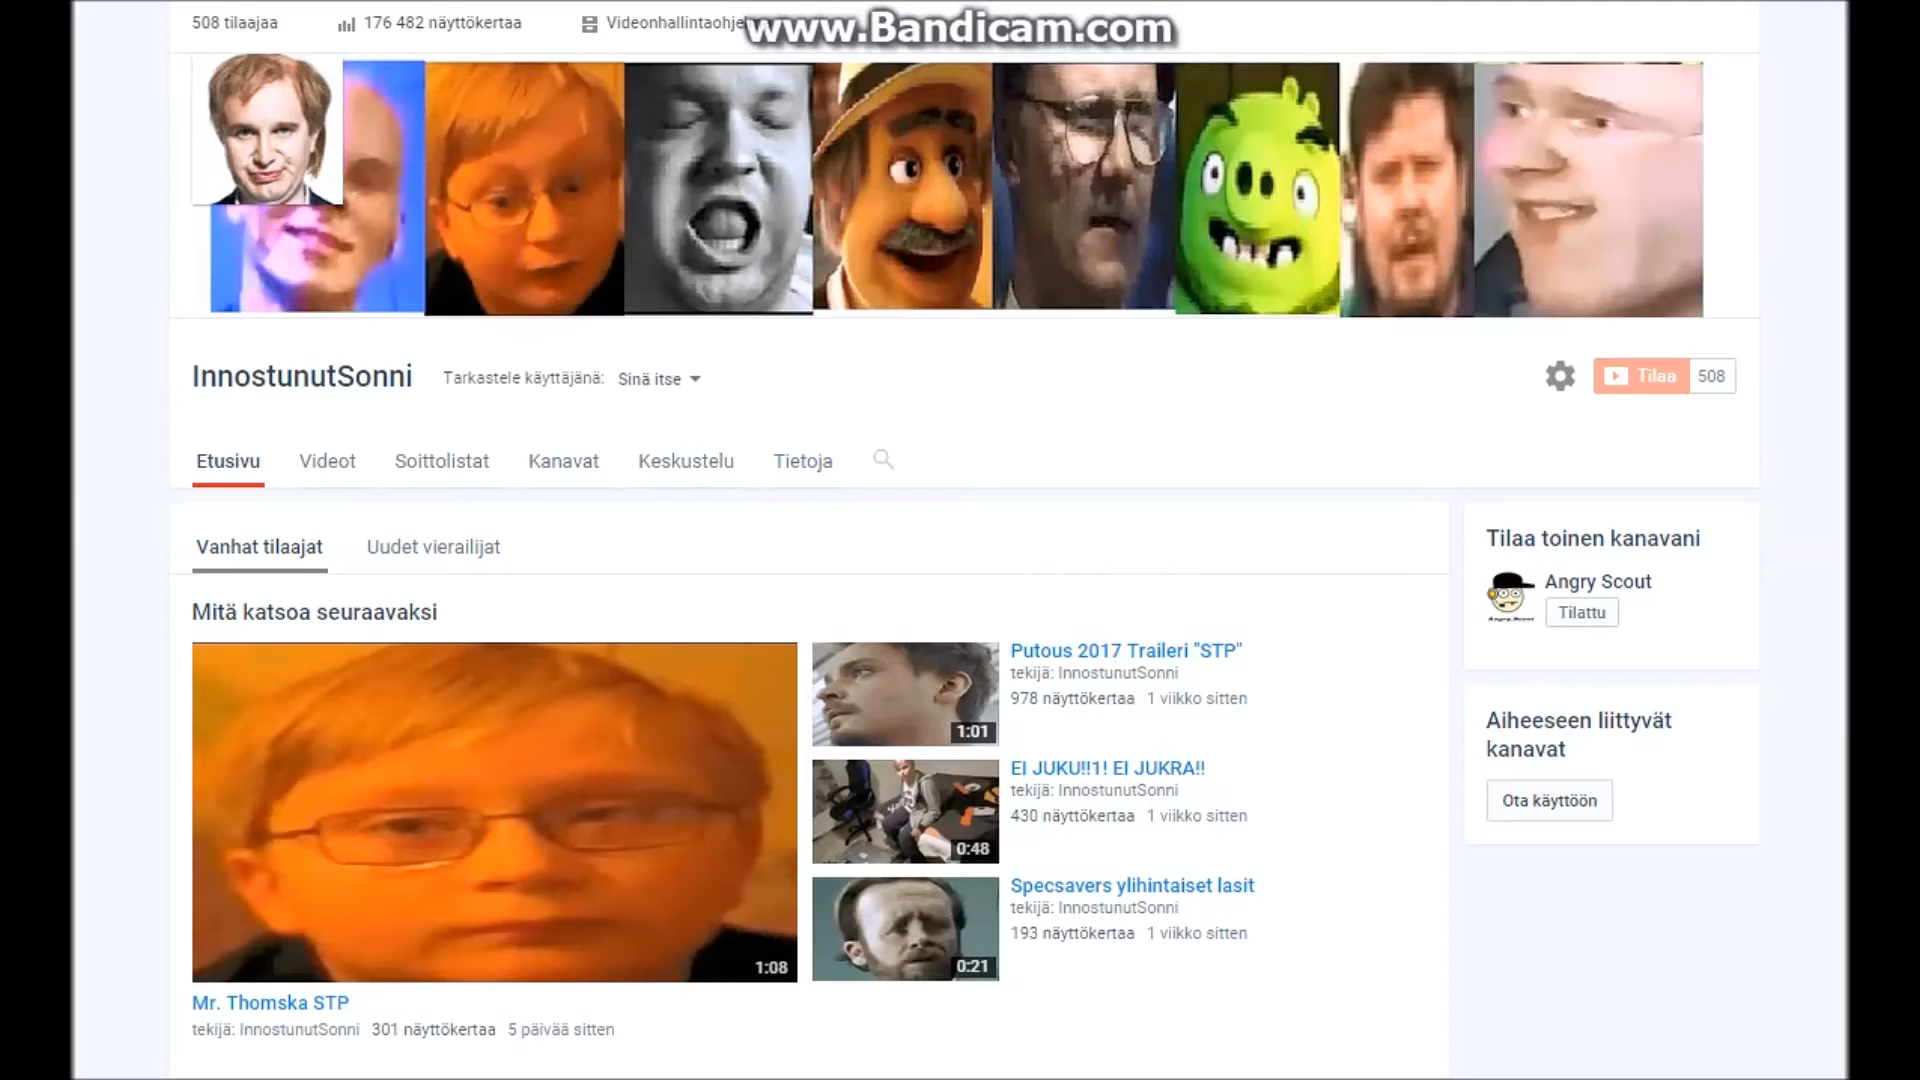 508 tilaajaa
176 482 näyttökertaa
www.Bandicam.com
InnostunutSonni
Tarkastele käyttäjänä: Sinä itse
Tilaa 508
Etusivu Videot Soittolistat Kanavat Keskustelu Tietoja
Vanhat tilaajat Uudet vierailijat
Mitä katsoa seuraavaksi
1:08
Mr. Thomska STP
tekijä: InnostunutSonni 301 näyttökertaa 5 päivää sitten
1:01
Putous 2017 Traileri "STP"
tekijä: InnostunutSonni
978 näyttökertaa 1 viikko sitten
0:48
EI JUKU!!1! EI JUKRA!!
tekijä: InnostunutSonni
430 näyttökertaa 1 viikko sitten
0:21
Specsavers ylihintaiset lasit
tekijä: InnostunutSonni
193 näyttökertaa 1 viikko sitten
Tilaa toinen kanavani
Angry Scout
Tilattu
Aiheeseen liittyvät
kanavat
Ota käyttöön